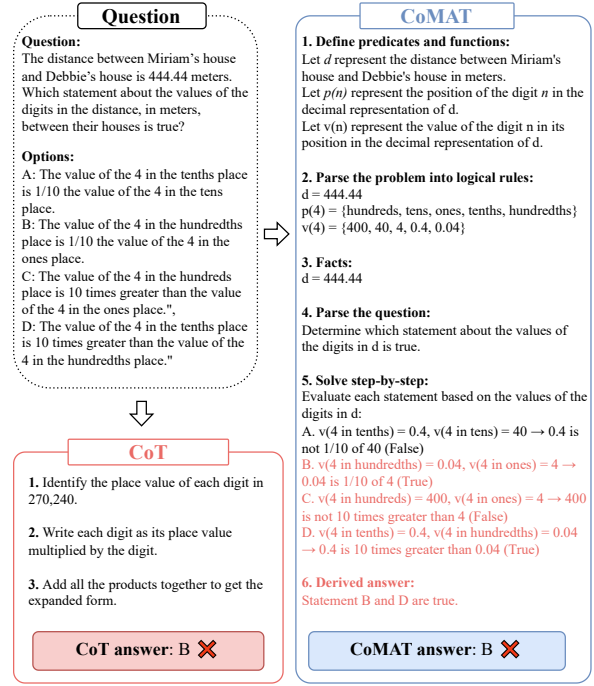 Question
Question:
The distance between Miriam's house
and Debbie's house is 444.44 meters.
Which statement about the values of the
digits in the distance, in meters,
between their houses is true?
Options:
A: The value of the 4 in the tenths place
is 1/10 the value of the 4 in the tens
place.
B: The value of the 4 in the hundredths
place is 1/10 the value of the 4 in the
ones place.
C: The value of the 4 in the hundreds
place is 10 times greater than the value
of the 4 in the ones place.",
D: The value of the 4 in the tenths place
is 10 times greater than the value of the
4 in the hundredths place."
CoT
1. Identify the place value of each digit in
270,240.
2. Write each digit as its place value
multiplied by the digit.
3. Add all the products together to get the
expanded form.
CoT answer: B
CoMAT
1. Define predicates and functions:
Let d represent the distance between Miriam's
house and Debbie's house in meters.
Let p(n) represent the position of the digit n in the
decimal representation of d.
Let v(n) represent the value of the digit n in its
position in the decimal representation of d.
2. Parse the problem into logical rules:
d = 444.44
p(4) = {hundreds, tens, ones, tenths, hundredths}
v(4) = {400, 40, 4, 0.4, 0.04}
3. Facts:
d = 444.44
4. Parse the question:
Determine which statement about the values of
the digits in d is true.
5. Solve step-by-step:
Evaluate each statement based on the values of the
digits in d:
A. v(4 in tenths) = 0.4, v(4 in tens) = 40 → 0.4 is
not 1/10 of 40 (False)
B. v(4 in hundredths) = 0.04, v(4 in ones) = 4 →
0.04 is 1/10 of 4 (True)
C. v(4 in hundreds) = 400, v(4 in ones) = 4 → 400
is not 10 times greater than 4 (False)
D. v(4 in tenths) = 0.4, v(4 in hundredths) = 0.04
→ 0.4 is 10 times greater than 0.04 (True)
6. Derived answer:
Statement B and D are true.
CoMAT answer: B